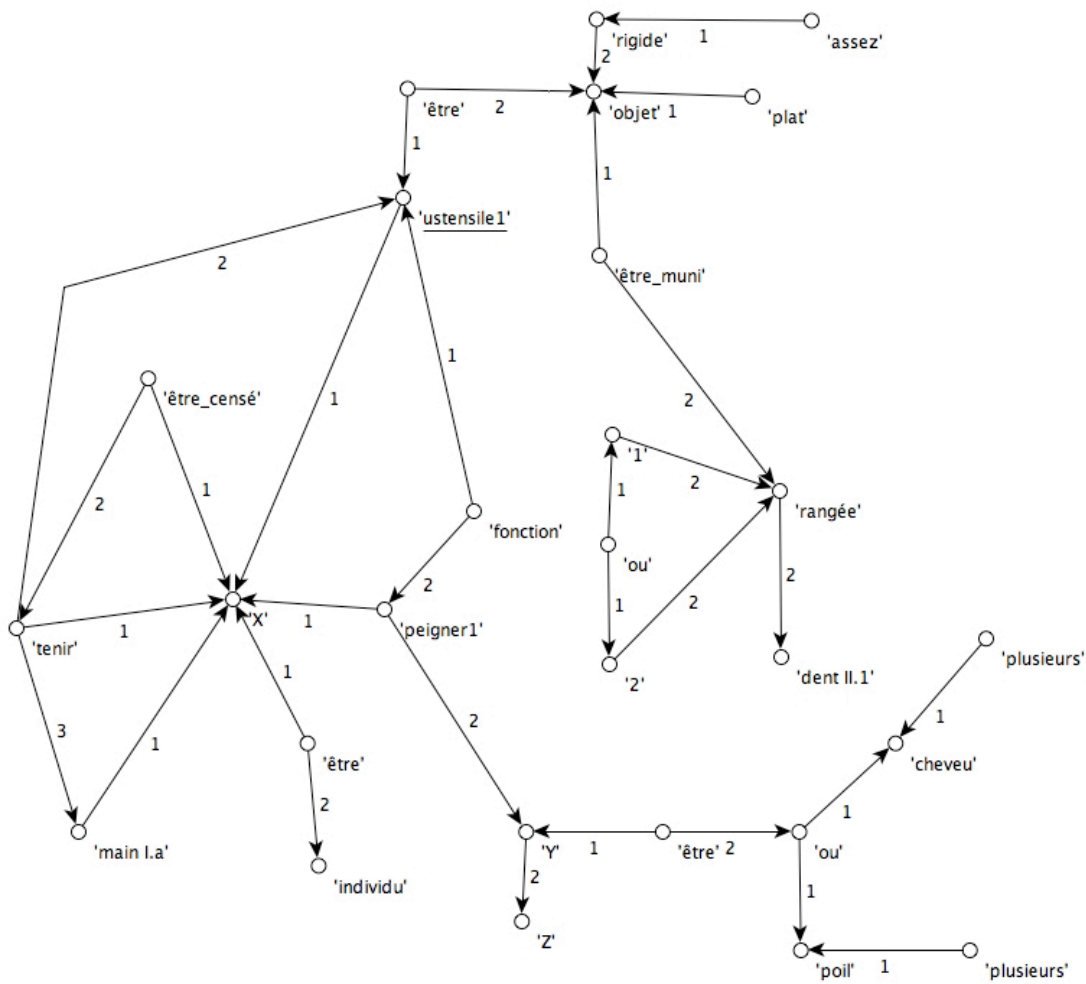 'rigide'
1
'assez'
2
'être'
2
'objet'
1
'plat'
1
1
'ustensile1'
2
'être_muni'
1
1
'être_censé'
2
1
2
'1'
2
'rangée'
'fonction'
1
'ou'
2
2
1
2
'X'
1
'peigner1'
'tenir'
1
'2'
'dent II.1'
'plusieurs'
1
3
1
2
1
'être'
'cheveu'
2
1
'main I.a'
'Y'
1
'être'
2
'ou'
'individu'
2
1
'Z'
'poil'
1
'plusieurs'